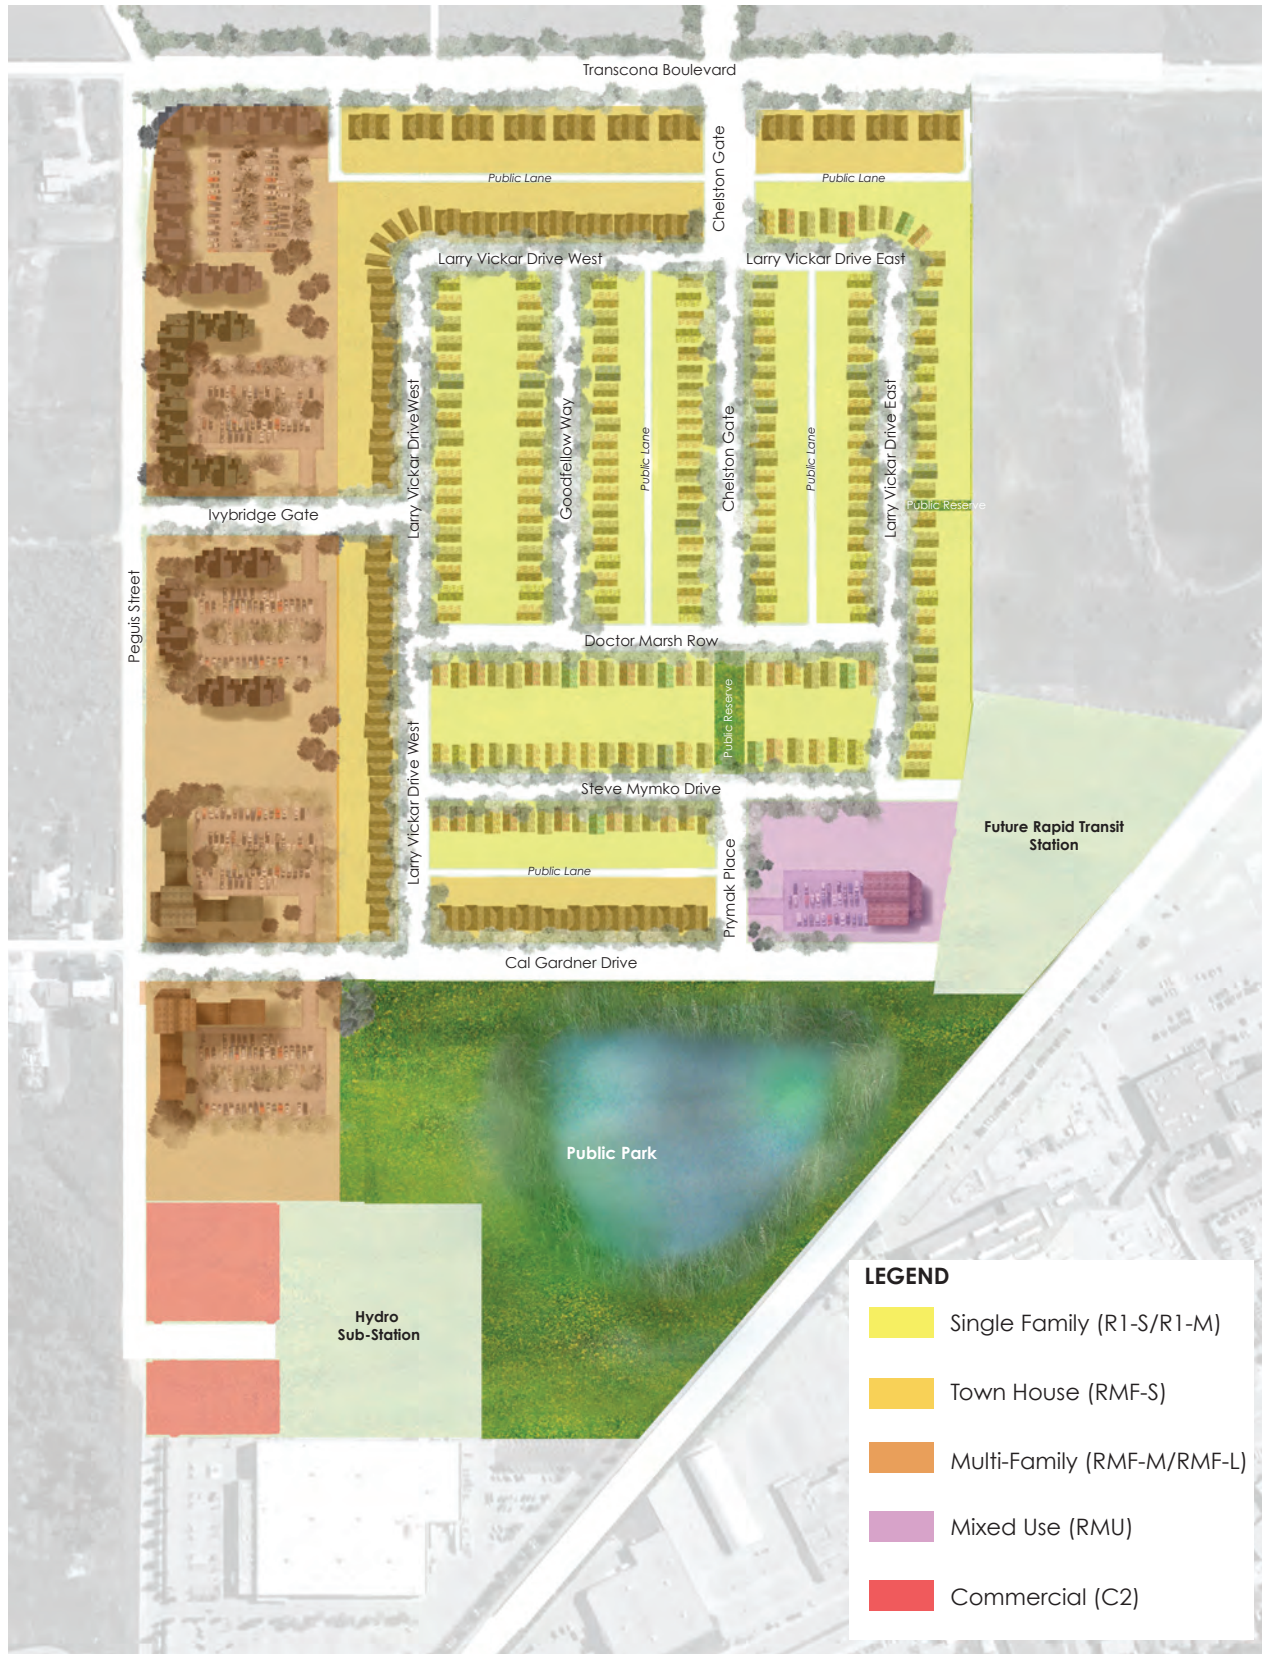 Transcona Boulevard
Chelston Gate
Public Lane
Public Lane
Larry Vickar Drive West
Larry Vickar Drive East
Larry Vickar DriveWest
Goodfellow Way
Public Lane
Chelston Gate
Public Lane
Larry Vickar Drive East
Public Reserve
Ivybridge Gate
Peguis Street
Doctor Marsh Row
Public Reserve
Larry Vickar Drive West
Steve Mymko Drive
Prymak Place
Future Rapid Transit
Station
Public Lane
Cal Gardner Drive
Public Park
Hydro
Sub-Station
LEGEND
Single Family (R1-S/R1-M)
Town House (RMF-S)
Multi-Family (RMF-M/RMF-L)
Mixed Use (RMU)
Commercial (C2)